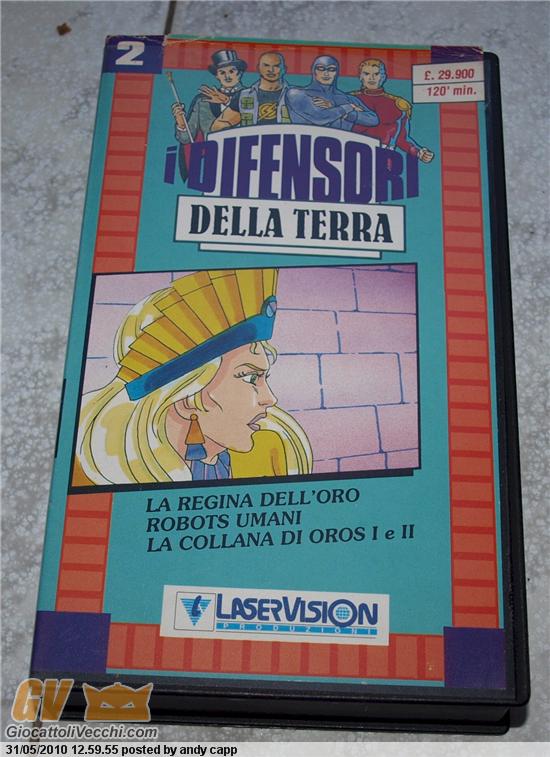 2
£. 29.900
120' min.
i DIFENSORI
DELLA TERRA
LA REGINA DELL'ORO
ROBOTS UMANI
LA COLLANA DI OROS I e II
LASERVISION
PRODUZIONI
GV
GiocattoliVecchi.com
31/05/2010 12.59.55 posted by andy capp